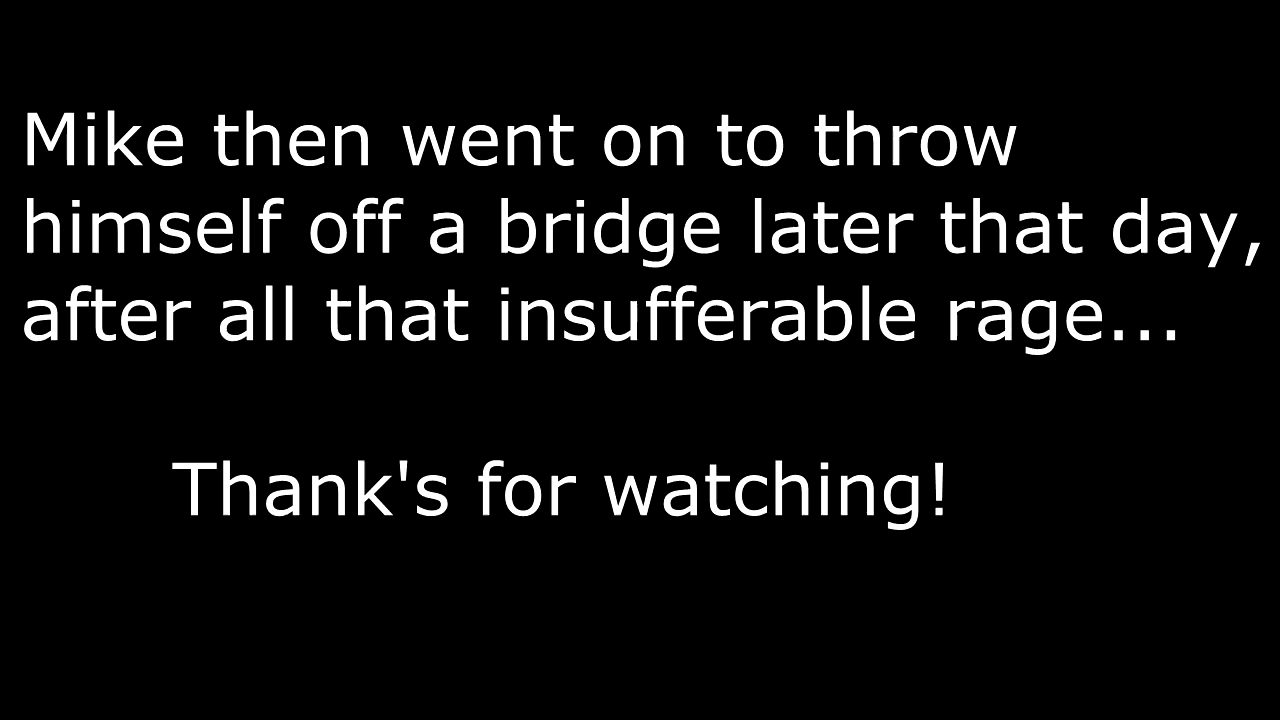 Mike then went on to throw
himself off a bridge later that day,
after all that insufferable rage...
Thank's for watching!